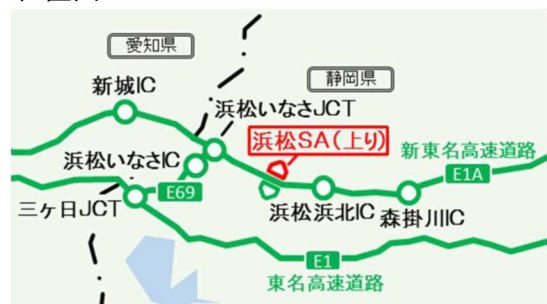 愛知県
静岡県
新城IC
浜松いなさJCT
浜松SA(上り)
新東名高速道路
E1A
浜松いなさIC
E69
三ヶ日JCT
浜松浜北IC
森掛川IC
E1
東名高速道路